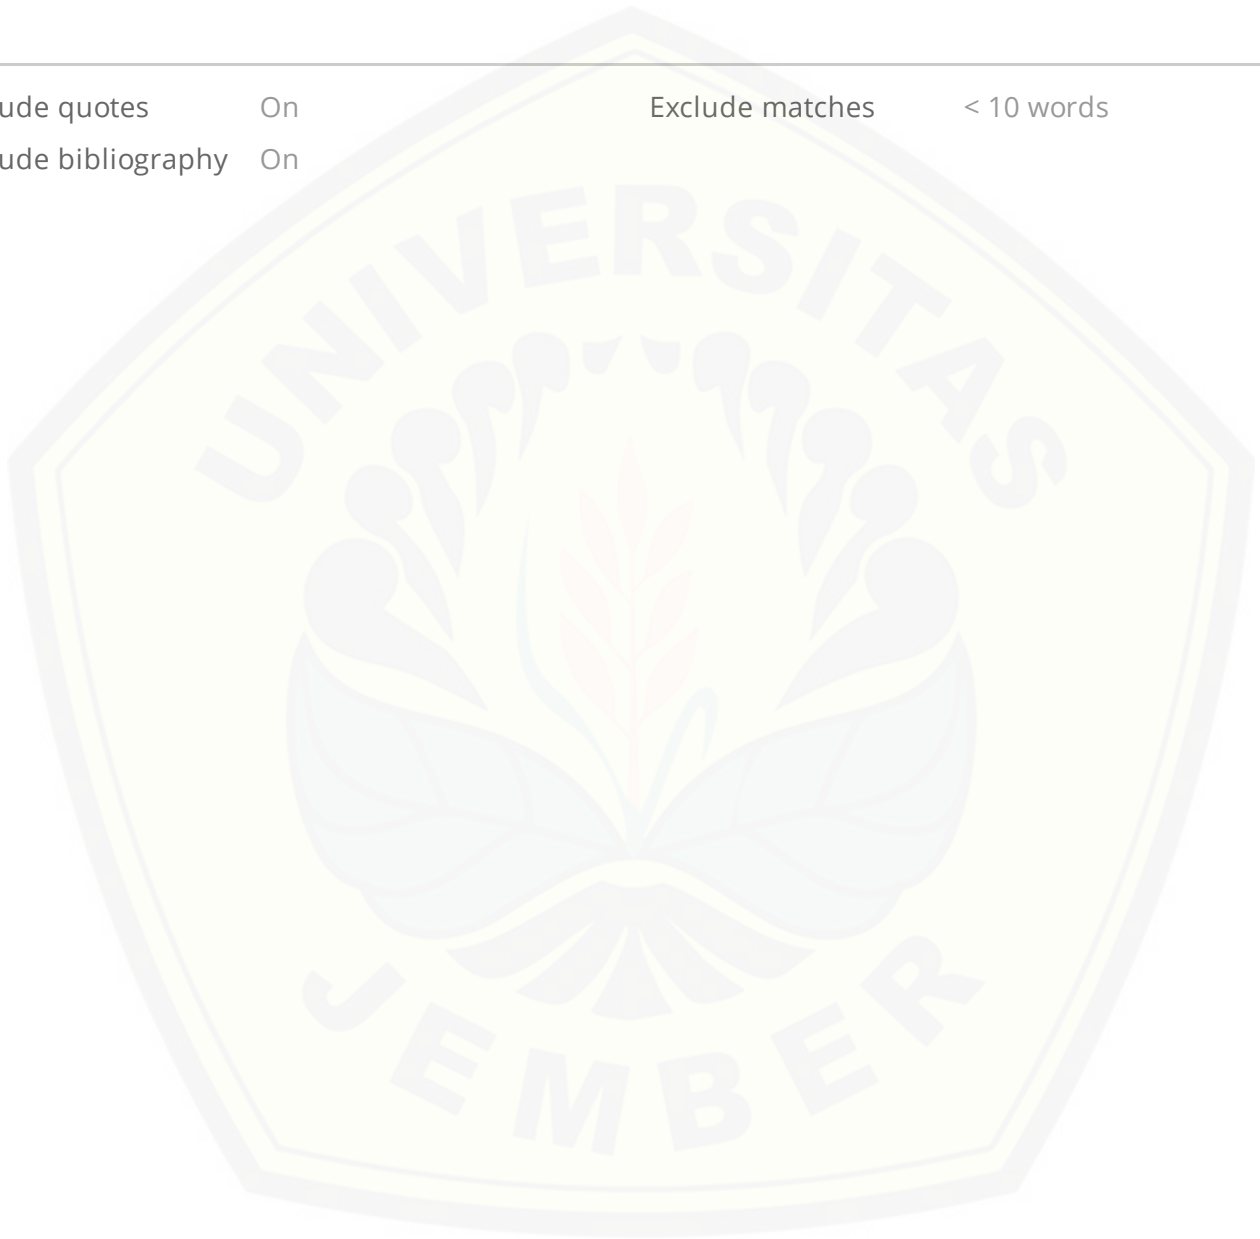 ude quotes On Exclude matches < 10 words
ude bibliography On
UNIVERSITAS
JEMBER